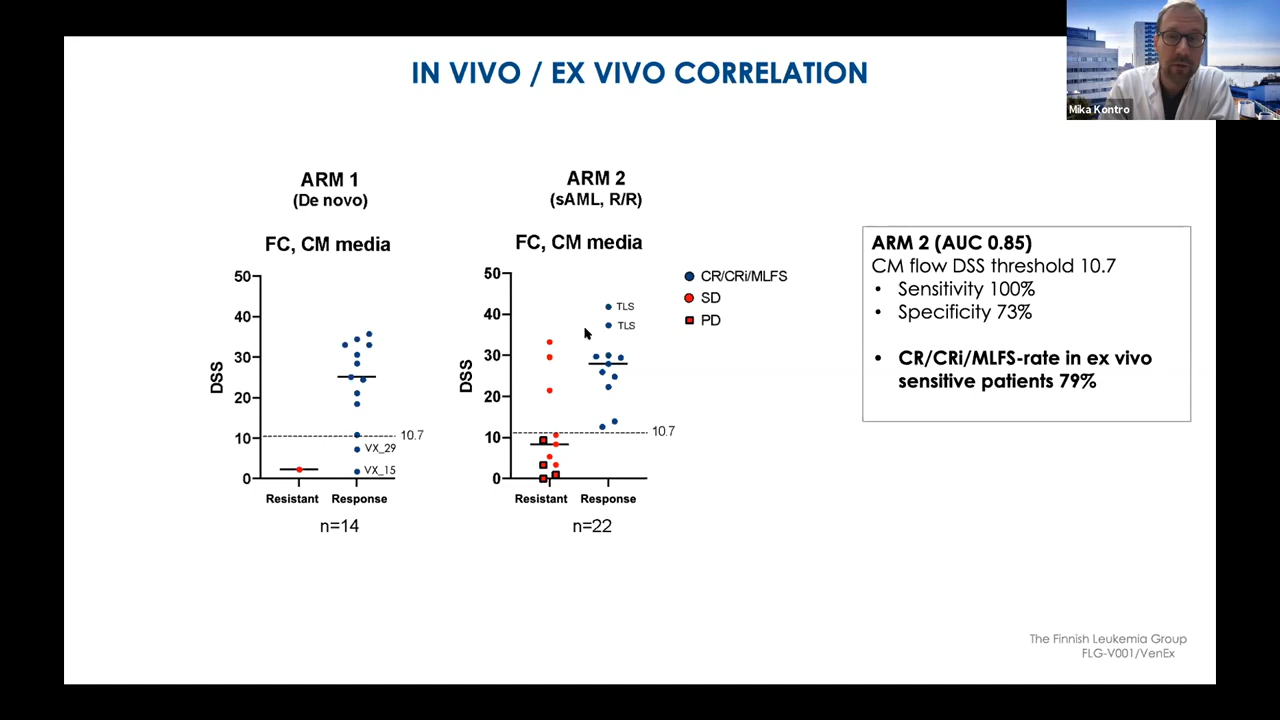 IN VIVO / EX VIVO CORRELATION
Mika Kontro
ARM 1
(De novo)
FC, CM media
50
40
30
20
10
0
DSS
10.7
VX_29
VX_15
Resistant
Response
n=14
ARM 2
(sAML, R/R)
FC, CM media
50
40
30
20
10
0
DSS
TLS
TLS
10.7
Resistant
Response
n=22
CR/CRi/MLFS
SD
PD
ARM 2 (AUC 0.85)
CM flow DSS threshold 10.7
• Sensitivity 100%
• Specificity 73%
• CR/CRi/MLFS-rate in ex vivo
sensitive patients 79%
The Finnish Leukemia Group
FLG-V001/VenEx